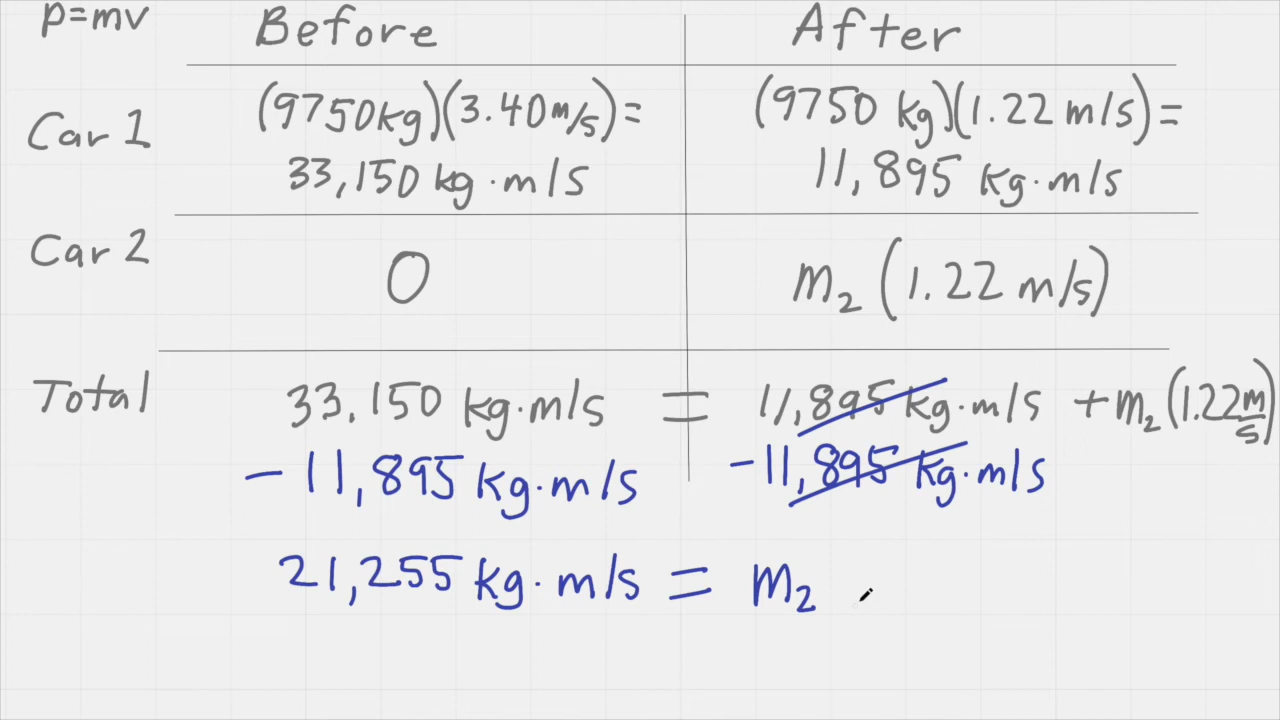 p=mv Before After
Car 1 (9750kg)(3.40m/s)= (9750 kg)(1.22 m/s)=
33,150 kg·m/s 11,895 kg·m/s
Car 2 0 m₂ (1.22 m/s)
Total 33,150 kg·m/s = 11,895 kg·m/s + m₂ (1.22 m/s)
- 11,895 kg·m/s - 11,895 kg·m/s
21,255 kg·m/s = m₂